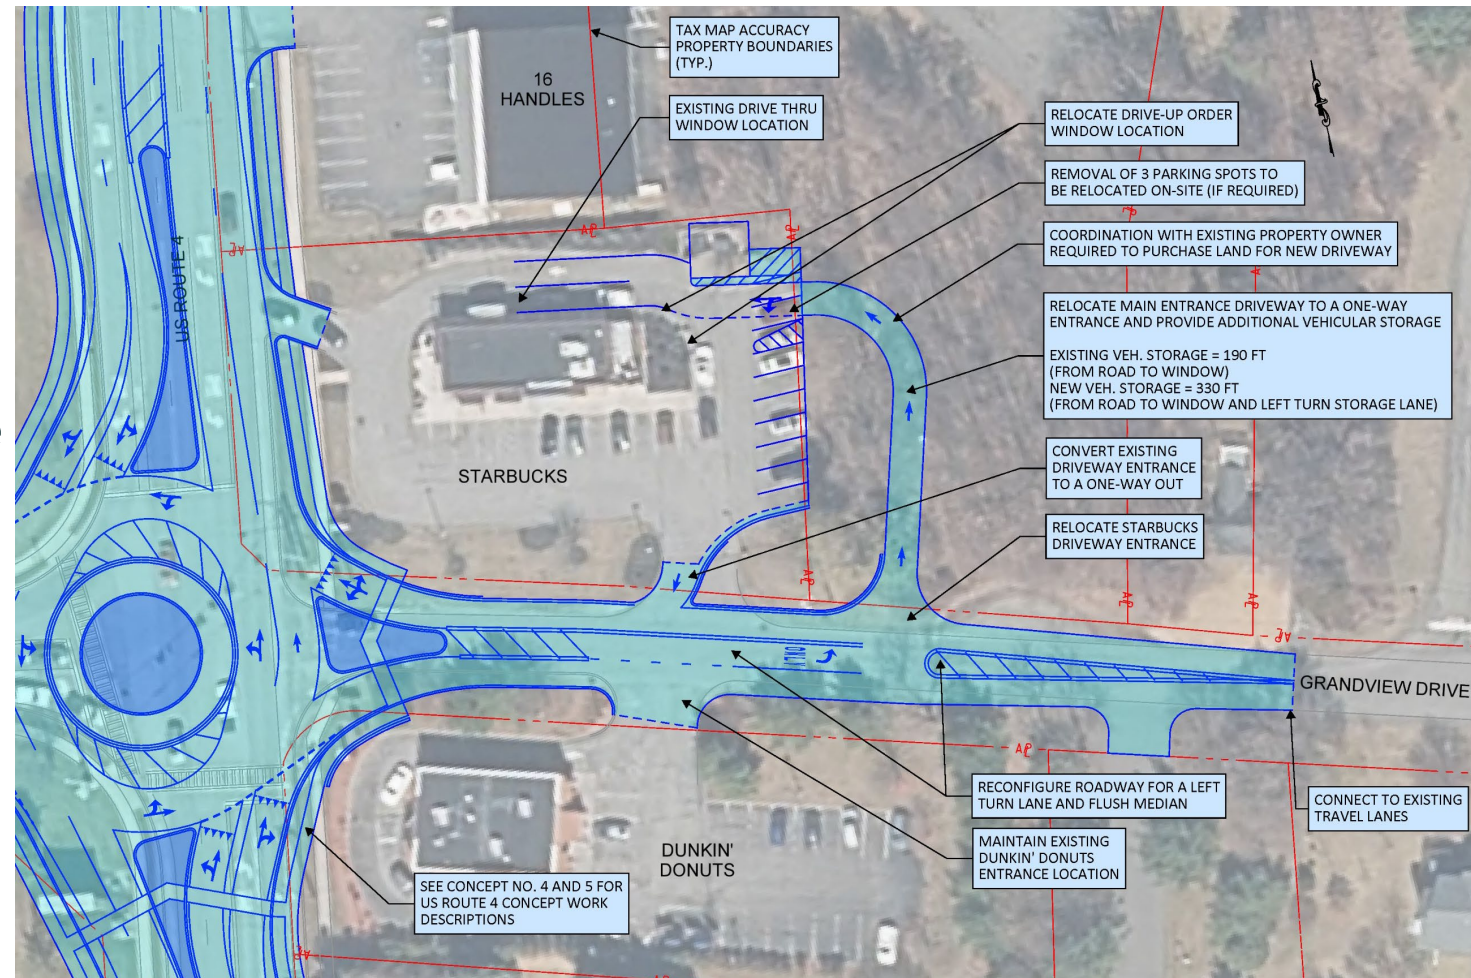 TAX MAP ACCURACY
PROPERTY BOUNDARIES
(TYP.)
16
HANDLES
EXISTING DRIVE THRU
WINDOW LOCATION
RELOCATE DRIVE-UP ORDER
WINDOW LOCATION
REMOVAL OF 3 PARKING SPOTS TO
BE RELOCATED ON-SITE (IF REQUIRED)
COORDINATION WITH EXISTING PROPERTY OWNER
REQUIRED TO PURCHASE LAND FOR NEW DRIVEWAY
US ROUTE 4
RELOCATE MAIN ENTRANCE DRIVEWAY TO A ONE-WAY
ENTRANCE AND PROVIDE ADDITIONAL VEHICULAR STORAGE
EXISTING VEH. STORAGE = 190 FT
(FROM ROAD TO WINDOW)
NEW VEH. STORAGE = 330 FT
(FROM ROAD TO WINDOW AND LEFT TURN STORAGE LANE)
STARBUCKS
CONVERT EXISTING
DRIVEWAY ENTRANCE
TO A ONE-WAY OUT
RELOCATE STARBUCKS
DRIVEWAY ENTRANCE
ONLY
GRANDVIEW DRIVE
RECONFIGURE ROADWAY FOR A LEFT
TURN LANE AND FLUSH MEDIAN
CONNECT TO EXISTING
TRAVEL LANES
MAINTAIN EXISTING
DUNKIN' DONUTS
ENTRANCE LOCATION
DUNKIN'
DONUTS
SEE CONCEPT NO. 4 AND 5 FOR
US ROUTE 4 CONCEPT WORK
DESCRIPTIONS